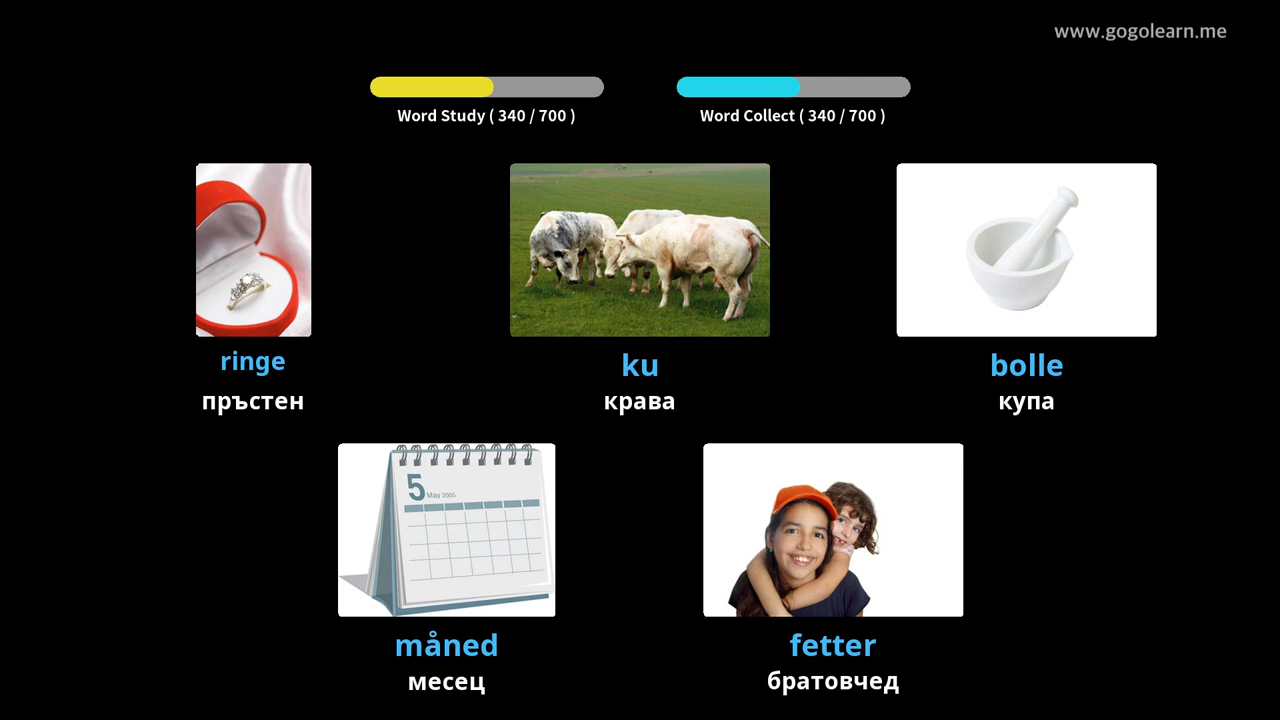 www.gogolearn.me
Word Study ( 340 / 700 )
Word Collect ( 340 / 700 )
ringe
ku
bolle
пръстен
крава
купа
5 May 2005
måned
fetter
месец
братовчед